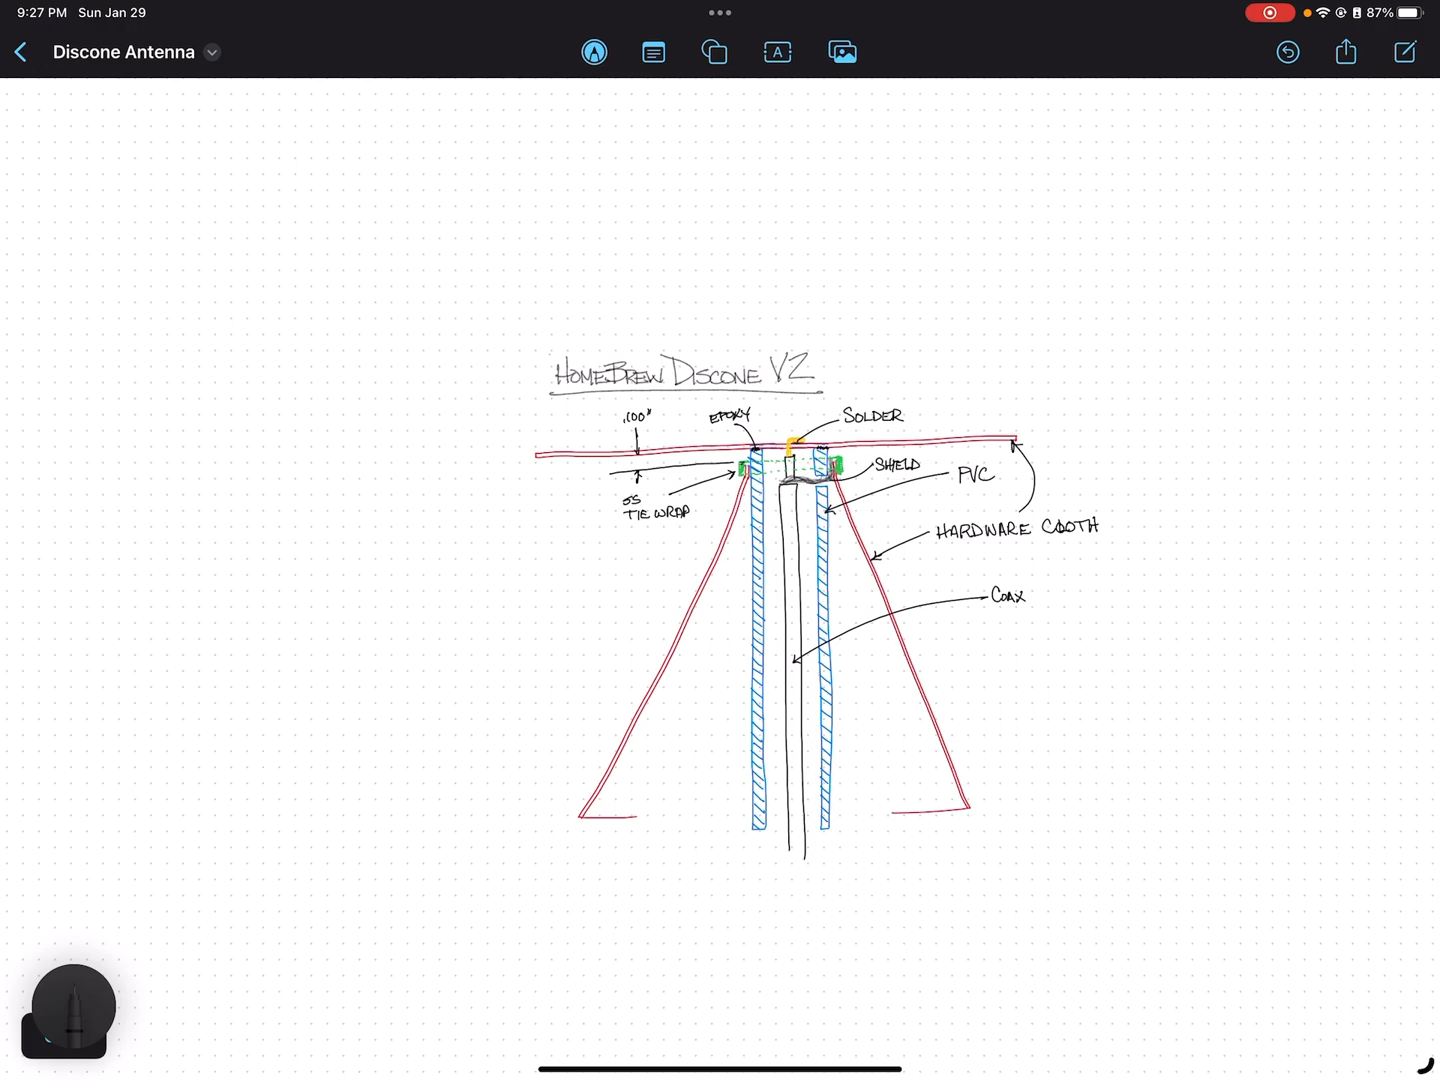 9:27 PM Sun Jan 29
87%
Discone Antenna
A
HOMEBREW DISCONE V2
.100"
EPOXY
SOLDER
SHIELD
PVC
SS
TIE WRAP
HARDWARE CLOTH
COAX